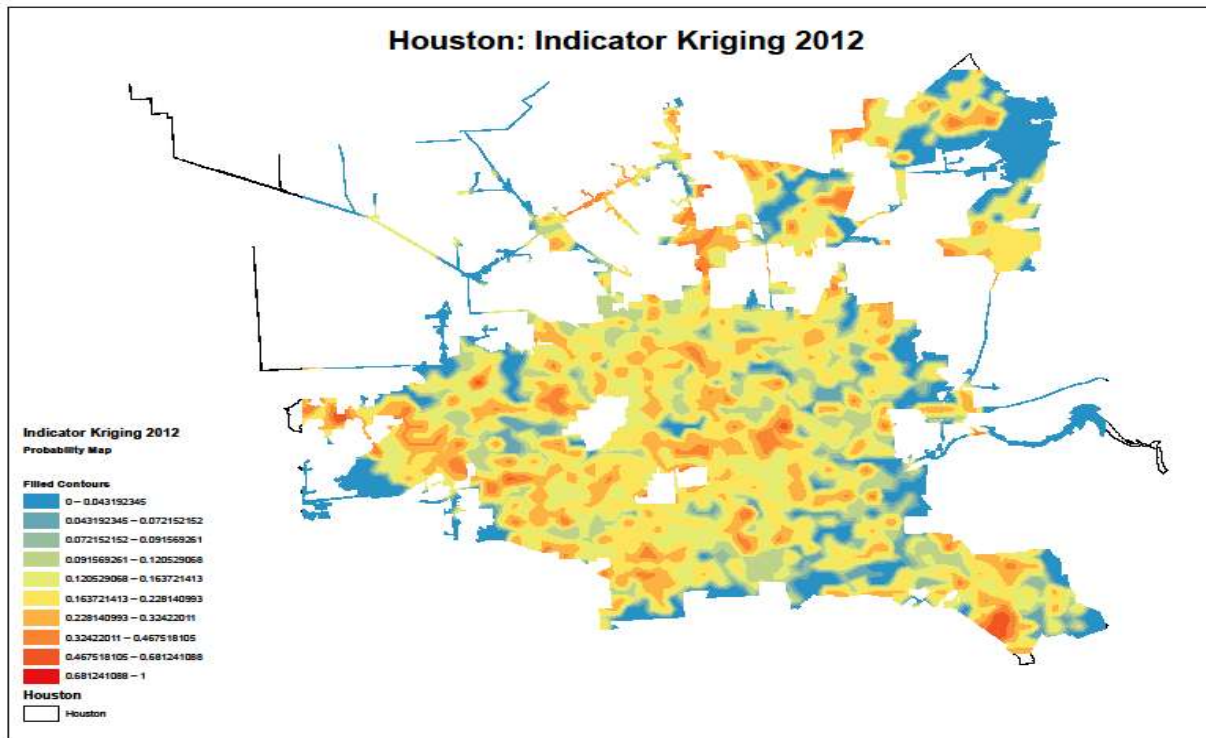 Houston: Indicator Kriging 2012
Indicator Kriging 2012
Probability Map
Filled Contours
0 – 0.043192345
0.043192345 – 0.072152152
0.072152152 – 0.091569261
0.091569261 – 0.120529068
0.120529068 – 0.163721413
0.163721413 – 0.228140993
0.228140993 – 0.32422011
0.32422011 – 0.467518105
0.467518105 – 0.681241088
0.681241088 – 1
Houston
Houston